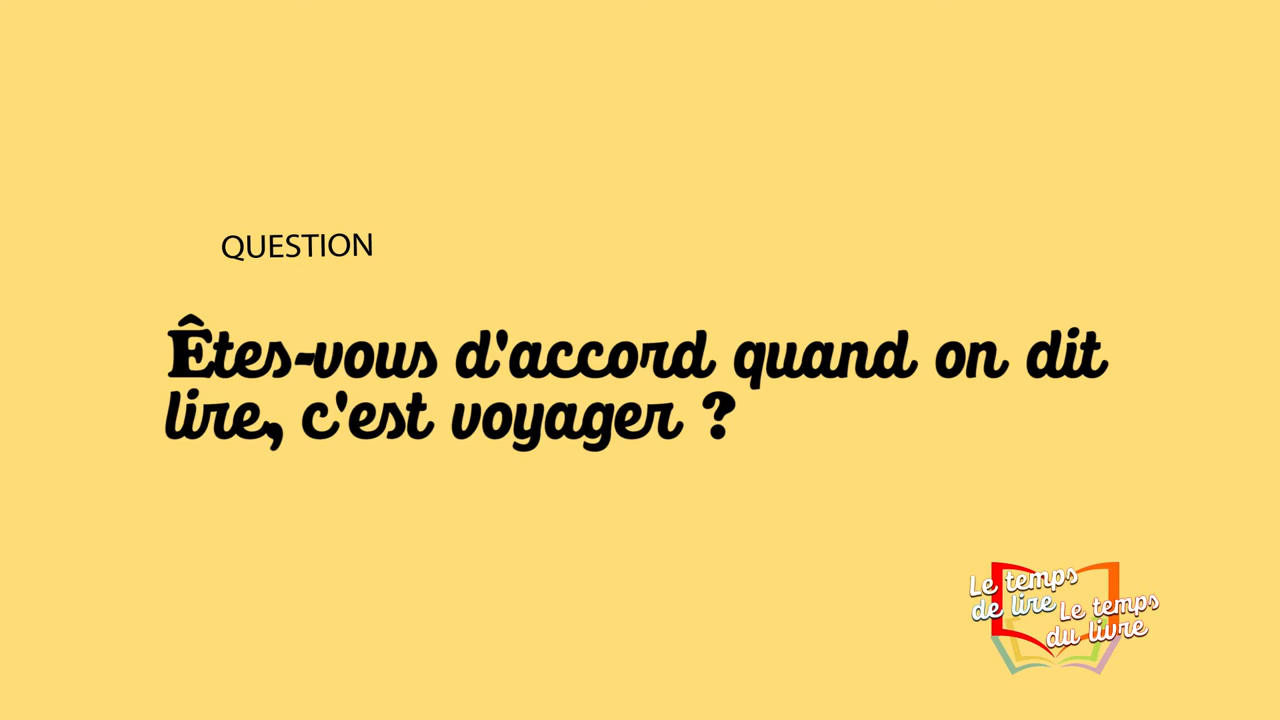 QUESTION
Êtes-vous d'accord quand on dit
lire, c'est voyager ?
Le temps
de lire
Le temps
du livre